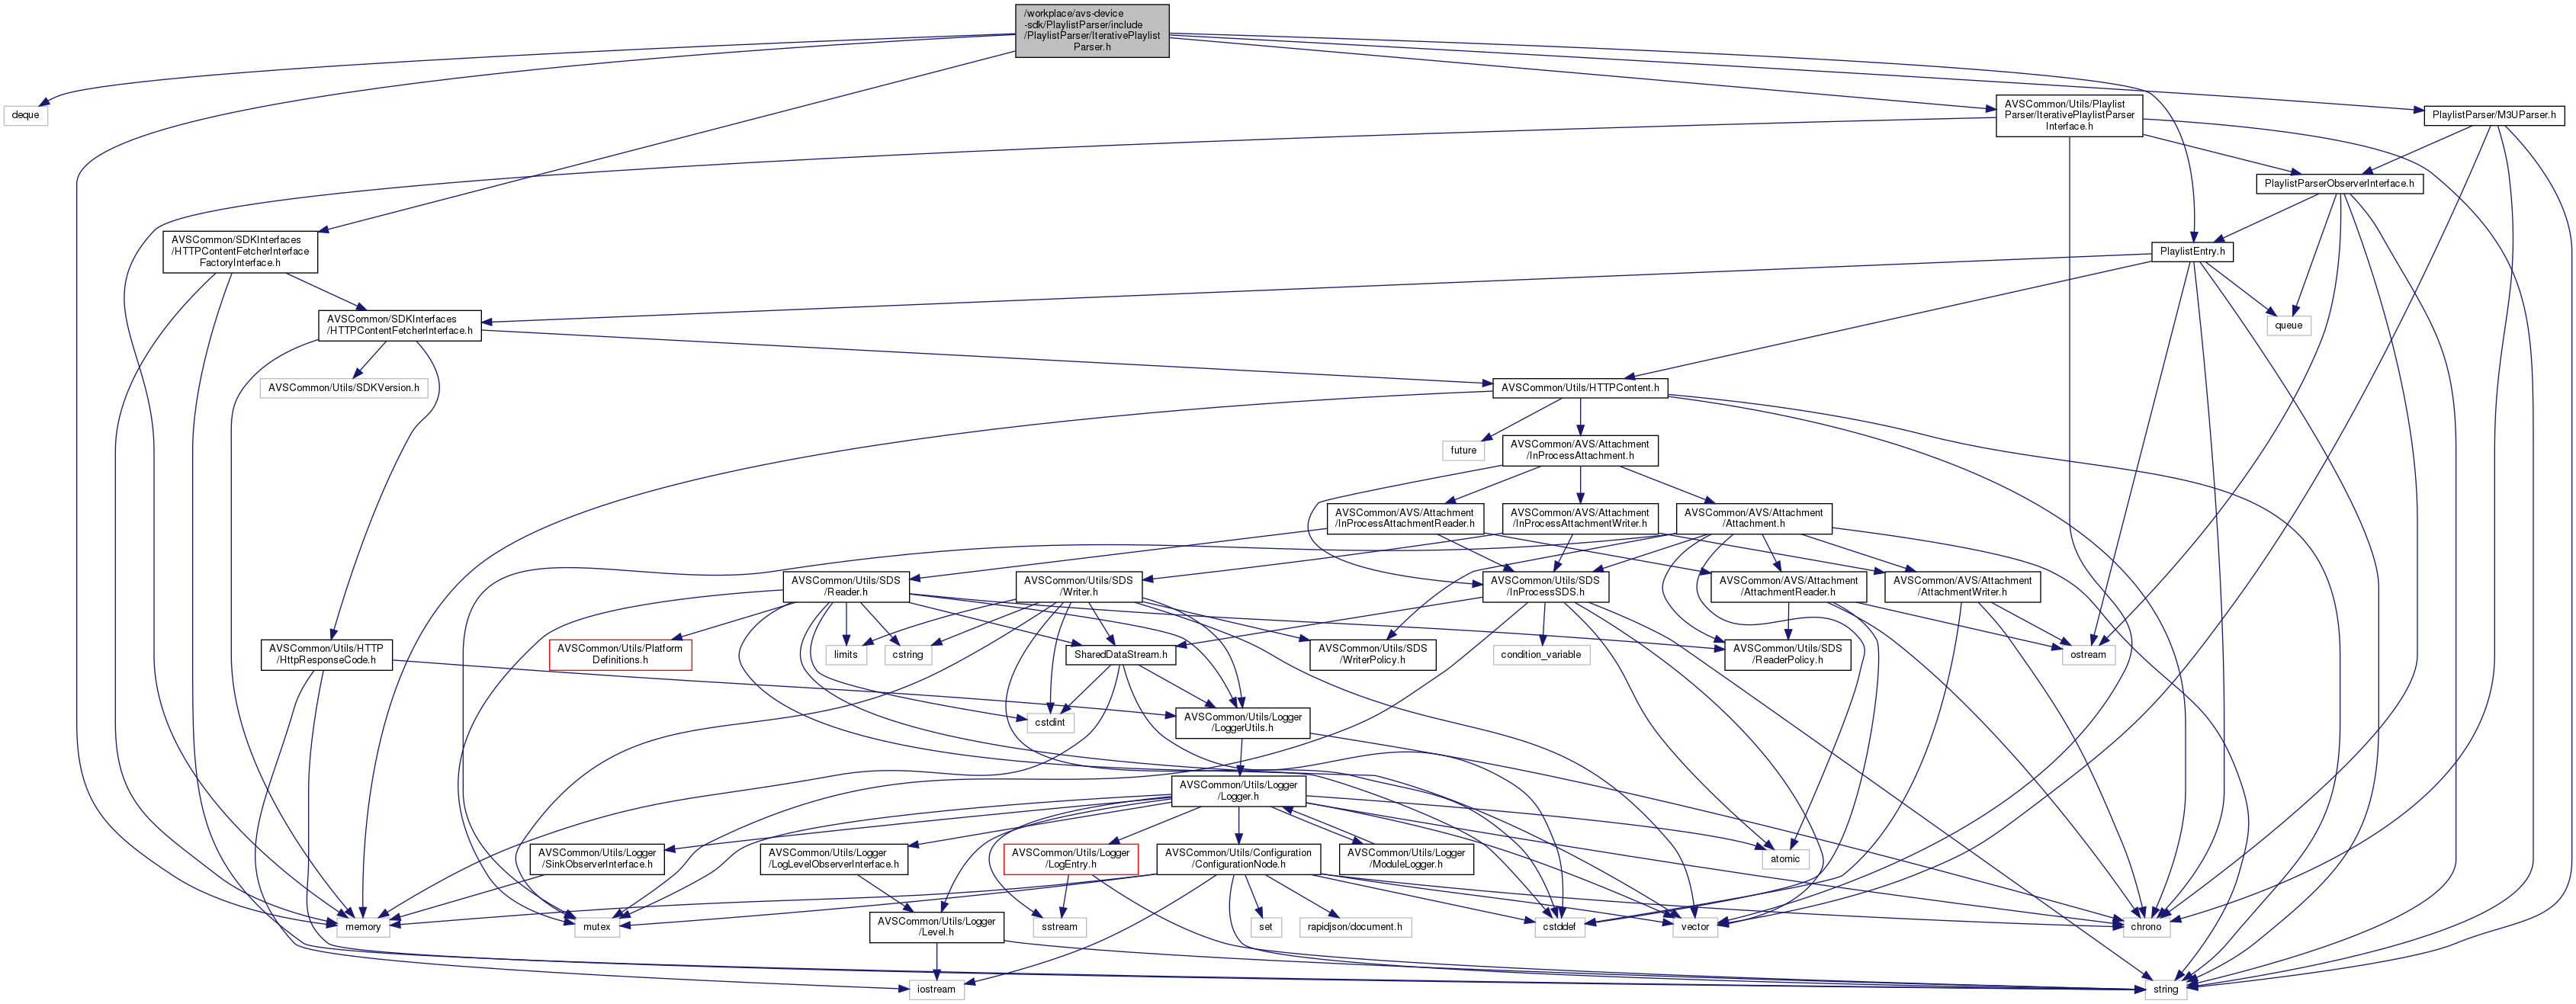 /workplace/avs-device
-sdk/PlaylistParser/include
/PlaylistParser/IterativePlaylist
Parser.h
deque
AVSCommon/Utils/Playlist
Parser/IterativePlaylistParser
Interface.h
PlaylistParser/M3UParser.h
PlaylistParserObserverInterface.h
AVSCommon/SDKInterfaces
/HTTPContentFetcherInterface
FactoryInterface.h
PlaylistEntry.h
AVSCommon/SDKInterfaces
/HTTPContentFetcherInterface.h
queue
AVSCommon/Utils/SDKVersion.h
AVSCommon/Utils/HTTPContent.h
future
AVSCommon/AVS/Attachment
/InProcessAttachment.h
AVSCommon/AVS/Attachment
/InProcessAttachmentReader.h
AVSCommon/AVS/Attachment
/InProcessAttachmentWriter.h
AVSCommon/AVS/Attachment
/Attachment.h
AVSCommon/Utils/SDS
/Reader.h
AVSCommon/Utils/SDS
/Writer.h
AVSCommon/Utils/SDS
/InProcessSDS.h
AVSCommon/AVS/Attachment
/AttachmentReader.h
AVSCommon/AVS/Attachment
/AttachmentWriter.h
AVSCommon/Utils/HTTP
/HttpResponseCode.h
AVSCommon/Utils/Platform
Definitions.h
limits
cstring
SharedDataStream.h
AVSCommon/Utils/SDS
/WriterPolicy.h
condition_variable
AVSCommon/Utils/SDS
/ReaderPolicy.h
ostream
cstdint
AVSCommon/Utils/Logger
/LoggerUtils.h
AVSCommon/Utils/Logger
/Logger.h
AVSCommon/Utils/Logger
/SinkObserverInterface.h
AVSCommon/Utils/Logger
/LogLevelObserverInterface.h
AVSCommon/Utils/Logger
/LogEntry.h
AVSCommon/Utils/Configuration
/ConfigurationNode.h
AVSCommon/Utils/Logger
/ModuleLogger.h
atomic
memory
mutex
AVSCommon/Utils/Logger
/Level.h
sstream
set
rapidjson/document.h
cstddef
vector
chrono
iostream
string